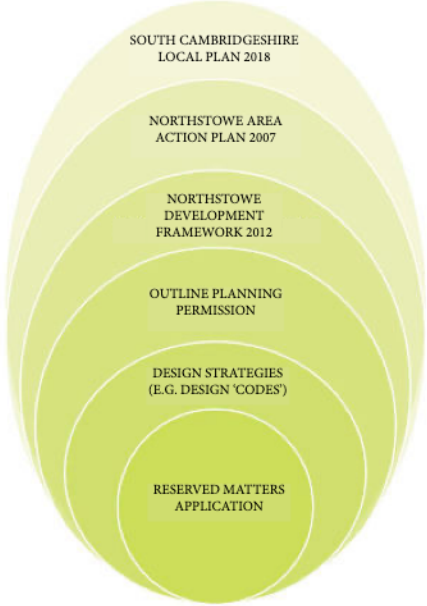 SOUTH CAMBRIDGESHIRE
LOCAL PLAN 2018
NORTHSTOWE AREA
ACTION PLAN 2007
NORTHSTOWE
DEVELOPMENT
FRAMEWORK 2012
OUTLINE PLANNING
PERMISSION
DESIGN STRATEGIES
(E.G. DESIGN ‘CODES’)
RESERVED MATTERS
APPLICATION